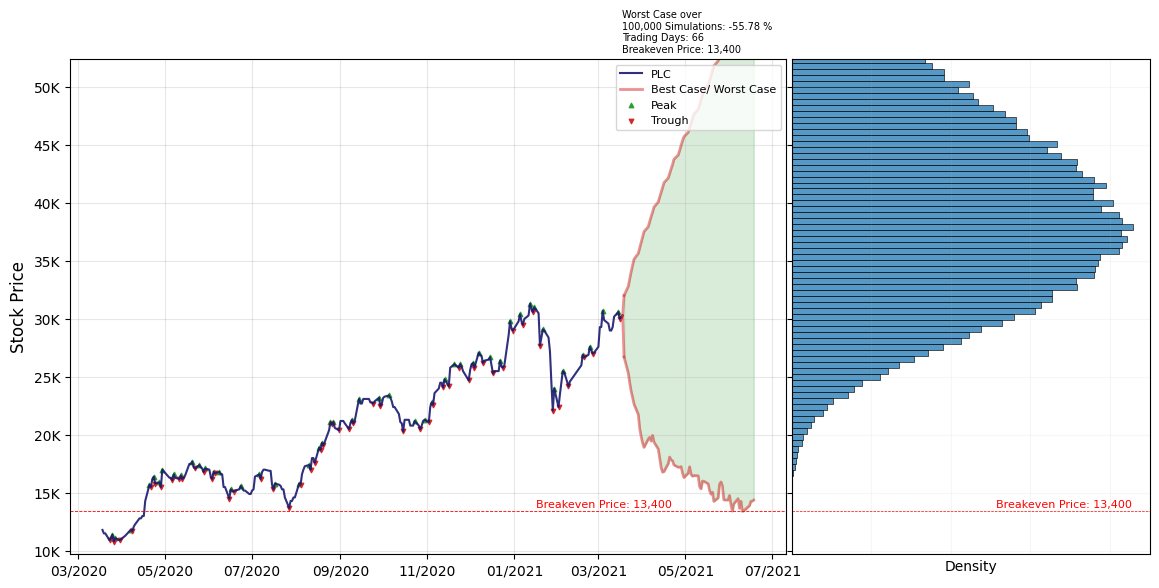 Worst Case over
100,000 Simulations: -55.78 %
Trading Days: 66
Breakeven Price: 13,400
PLC
Best Case/ Worst Case
Peak
Trough
Stock Price
50K
45K
40K
35K
30K
25K
20K
15K
10K
Breakeven Price: 13,400
Breakeven Price: 13,400
03/2020
05/2020
07/2020
09/2020
11/2020
01/2021
03/2021
05/2021
07/2021
Density